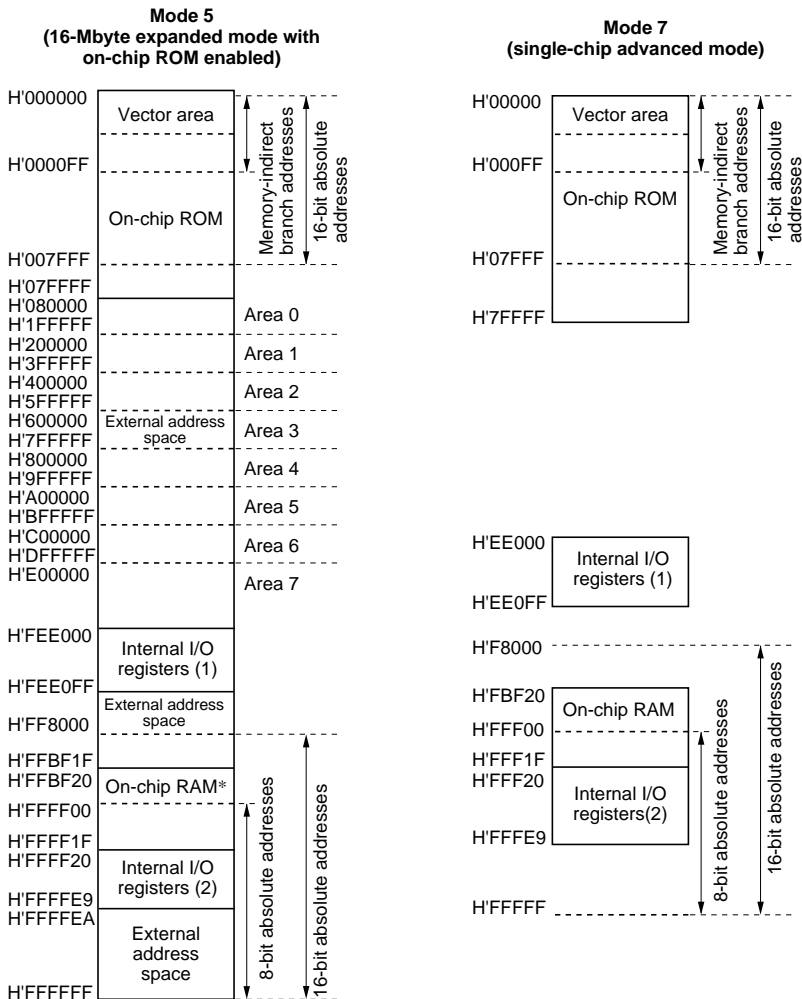 Mode 5
(16-Mbyte expanded mode with
on-chip ROM enabled)
H'000000
Vector area
H'0000FF
On-chip ROM
H'007FFF
H'07FFFF
H'080000
H'1FFFFF
H'200000
H'3FFFFF
H'400000
H'5FFFFF
H'600000
H'7FFFFF
H'800000
H'9FFFFF
H'A00000
H'BFFFFF
H'C00000
H'DFFFFF
H'E00000
External address
space
Memory-indirect
branch addresses
16-bit absolute
addresses
Area 0
Area 1
Area 2
Area 3
Area 4
Area 5
Area 6
Area 7
H'FEE000
Internal I/O
registers (1)
H'FEE0FF
External address
space
H'FF8000
H'FFBF1F
H'FFBF20
On-chip RAM*
H'FFFF00
H'FFFF1F
H'FFFF20
Internal I/O
registers (2)
H'FFFFE9
H'FFFFEA
External
address
space
H'FFFFFF
8-bit absolute addresses
16-bit absolute addresses
Mode 7
(single-chip advanced mode)
H'00000
Vector area
H'000FF
On-chip ROM
H'07FFF
H'7FFFF
Memory-indirect
branch addresses
16-bit absolute
addresses
H'EE000
Internal I/O
registers (1)
H'EE0FF
H'F8000
H'FBF20
On-chip RAM
H'FFF00
H'FFF1F
H'FFF20
Internal I/O
registers(2)
H'FFFE9
H'FFFFF
8-bit absolute addresses
16-bit absolute addresses